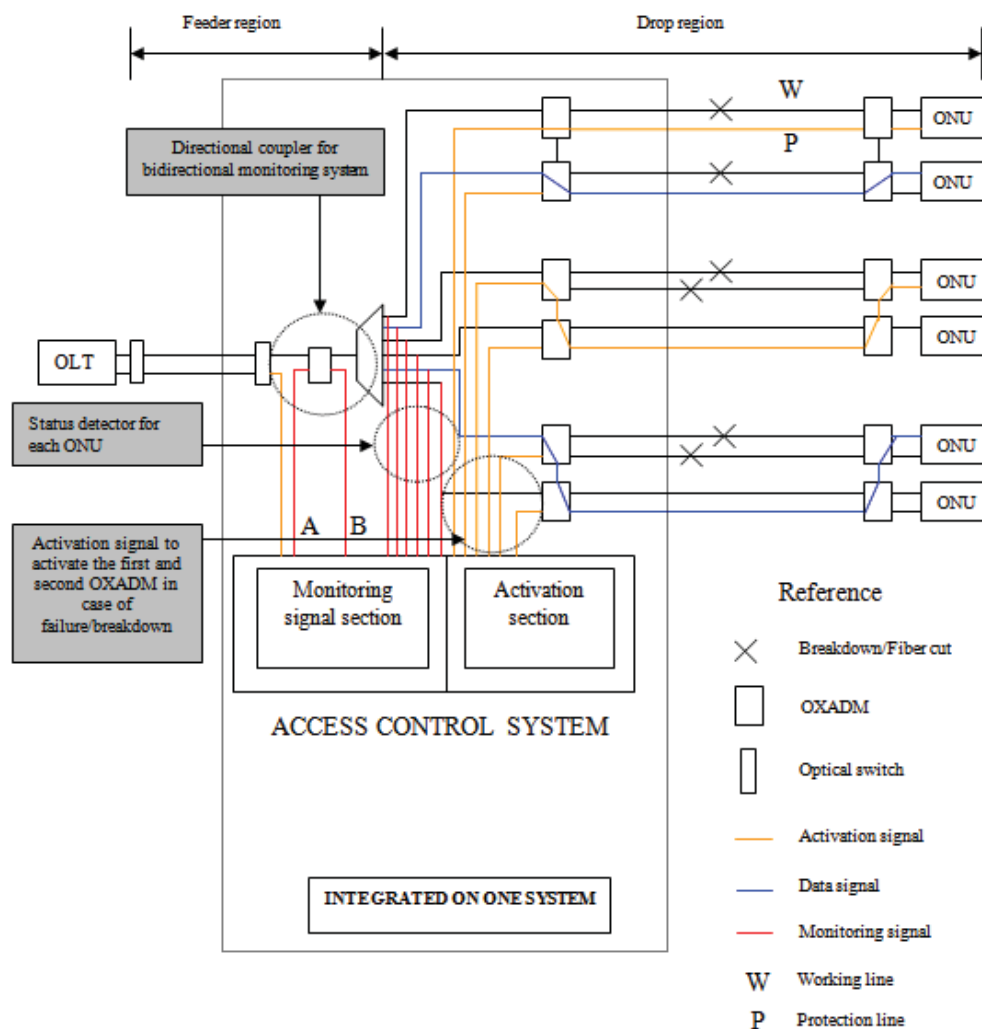 Feeder region
Drop region
W
ONU
Directional coupler for
bidirectional monitoring
system
P
ONU
ONU
OLT
ONU
Status detector for
each ONU
ONU
ONU
A B
Activation signal to
activate the first and
second OXADM in
case of
failure/breakdown
Monitoring
signal section
Activation
section
ACCESS CONTROL SYSTEM
INTEGRATED ON ONE SYSTEM
Reference
Breakdown/Fiber cut
OXADM
Optical switch
Activation signal
Data signal
Monitoring signal
W Working line
P Protection line